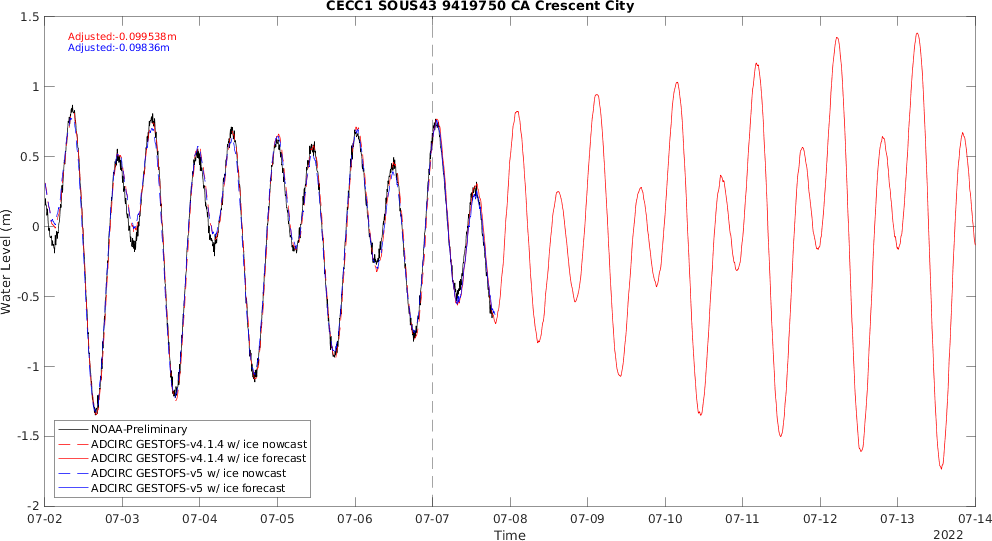 CECC1 SOUS43 9419750 CA Crescent City
Adjusted:-0.099538m
Adjusted:-0.09836m
1.5
1
0.5
0
-0.5
-1
-1.5
-2
Water Level (m)
NOAA-Preliminary
ADCIRC GESTOFS-v4.1.4 w/ ice nowcast
ADCIRC GESTOFS-v4.1.4 w/ ice forecast
ADCIRC GESTOFS-v5 w/ ice nowcast
ADCIRC GESTOFS-v5 w/ ice forecast
07-02 07-03 07-04 07-05 07-06 07-07 07-08 07-09 07-10 07-11 07-12 07-13 07-14
Time
2022